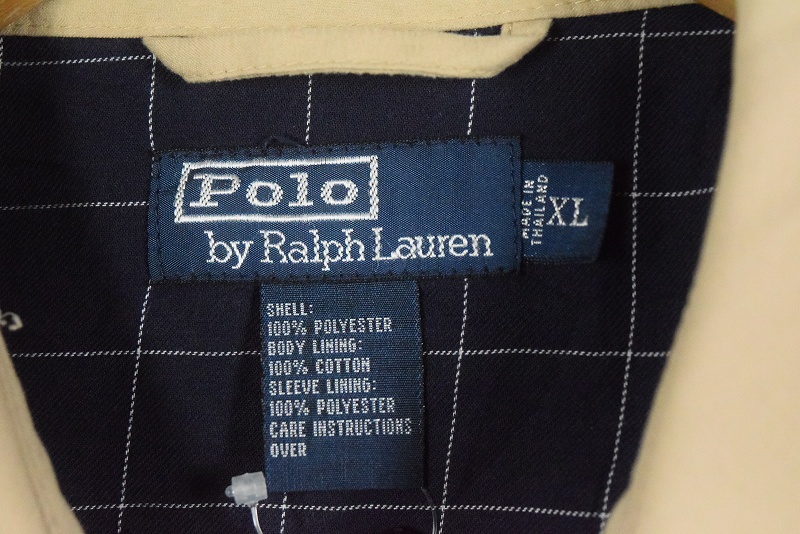 Polo
by Ralph Lauren
MADE IN
THAILAND
XL
SHELL:
100% POLYESTER
BODY LINING:
100% COTTON
SLEEVE LINING:
100% POLYESTER
CARE INSTRUCTIONS
OVER